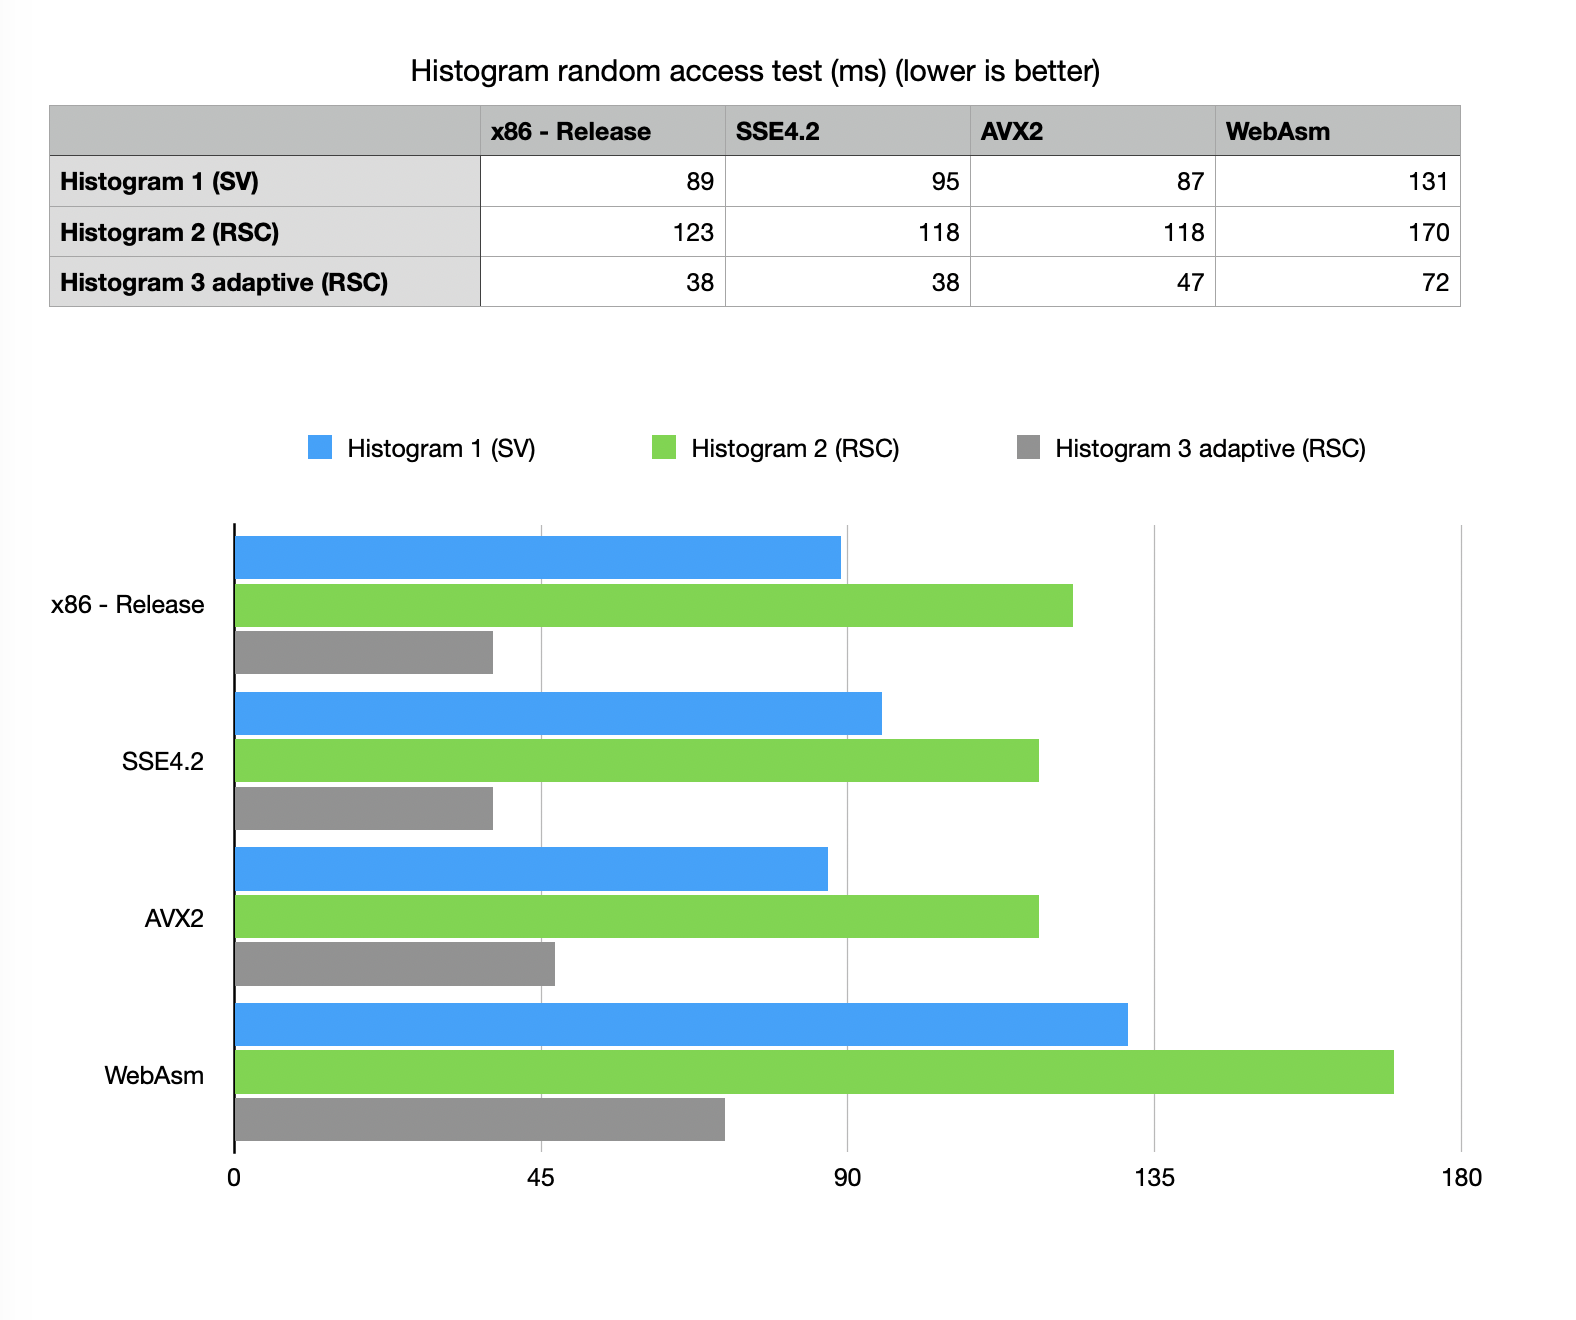 Histogram random access test (ms) (lower is better)
x86 - Release SSE4.2 AVX2 WebAsm
Histogram 1 (SV) 89 95 87 131
Histogram 2 (RSC) 123 118 118 170
Histogram 3 adaptive (RSC) 38 38 47 72
Histogram 1 (SV) Histogram 2 (RSC) Histogram 3 adaptive (RSC)
x86 - Release
SSE4.2
AVX2
WebAsm
0 45 90 135 180